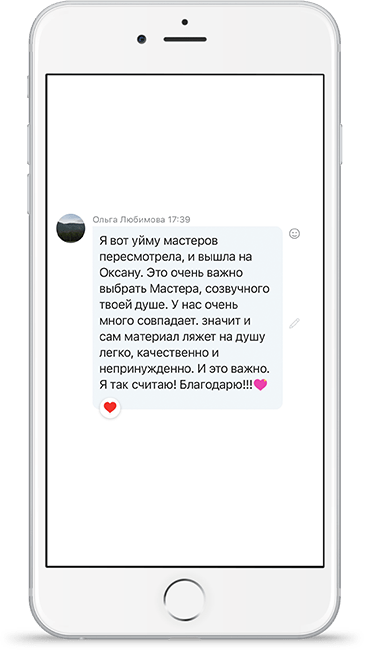 Ольга Любимова 17:39
Я вот уйму мастеров
пересмотрела, и вышла на
Оксану. Это очень важно
выбрать Мастера, созвучного
твоей душе. У нас очень
много совпадает. значит и
сам материал ляжет на душу
легко, качественно и
непринужденно. И это важно.
Я так считаю! Благодарю!!!💗